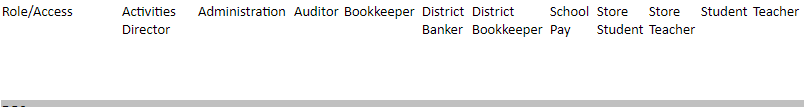 Role/Access Activities Administration Auditor Bookkeeper District District School Store Store Student Teacher
Director Banker Bookkeeper Pay Student Teacher